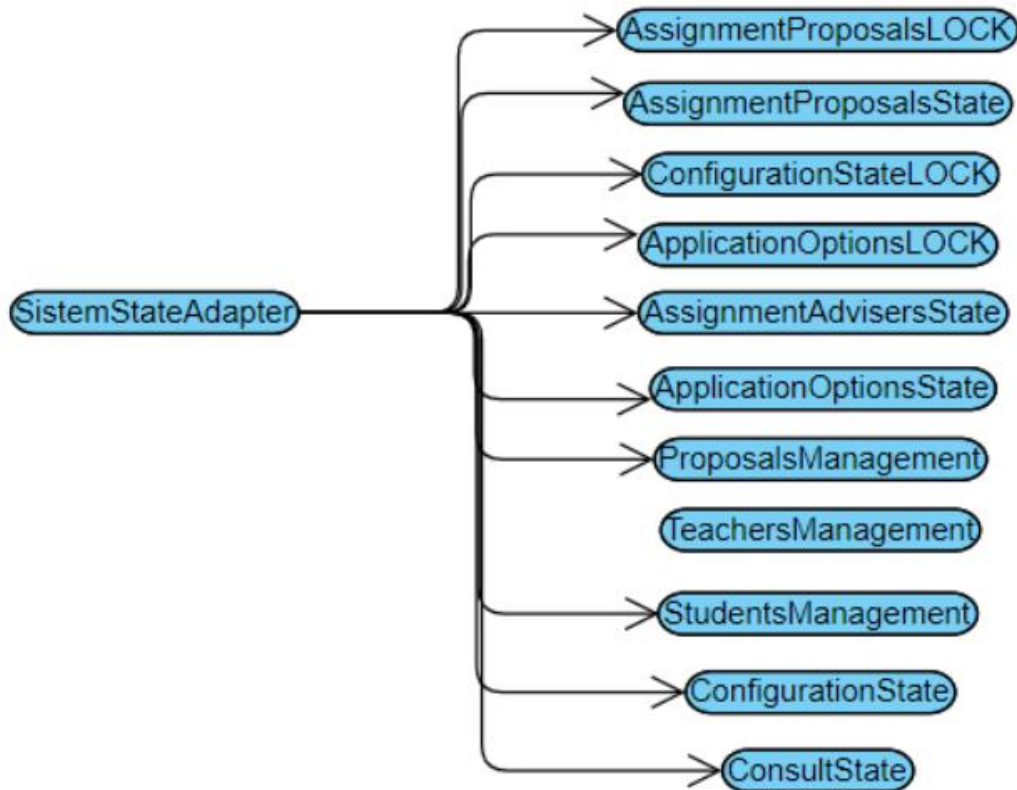 AssignmentProposalsLOCK
AssignmentProposalsState
ConfigurationStateLOCK
ApplicationOptionsLOCK
SistemStateAdapter
AssignmentAdvisersState
ApplicationOptionsState
ProposalsManagement
TeachersManagement
StudentsManagement
ConfigurationState
ConsultState